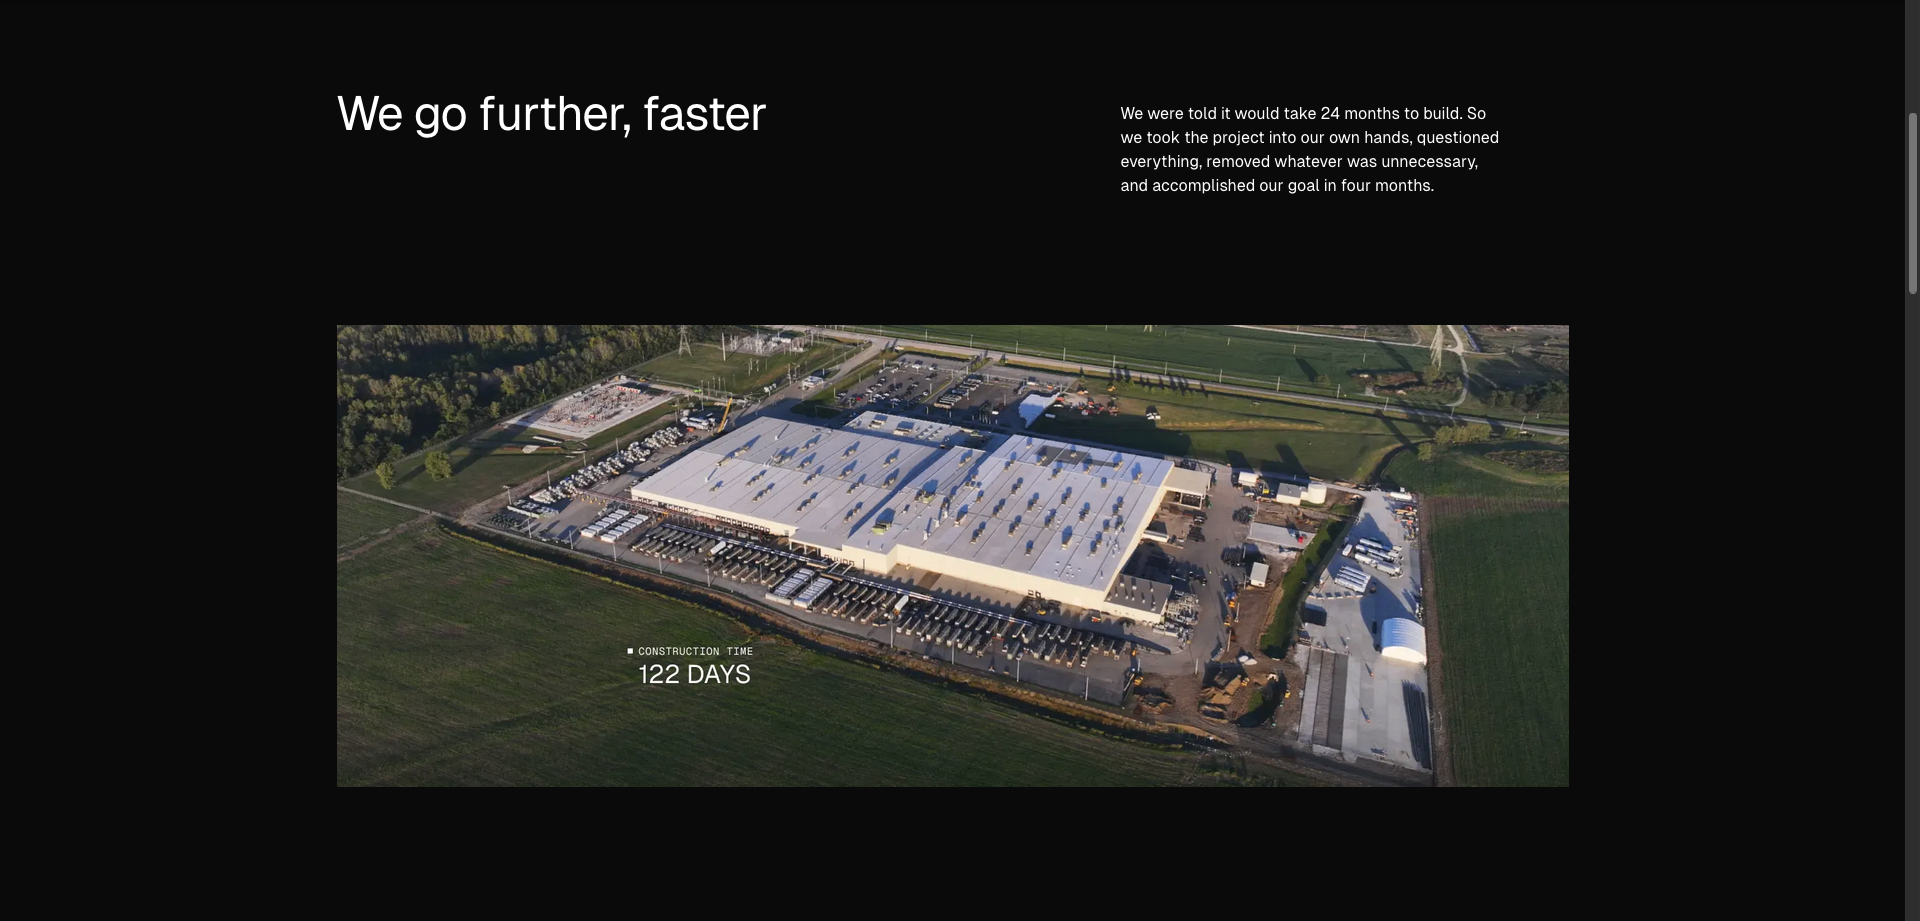 We go further, faster
We were told it would take 24 months to build. So
we took the project into our own hands, questioned
everything, removed whatever was unnecessary,
and accomplished our goal in four months.
CONSTRUCTION TIME
122 DAYS